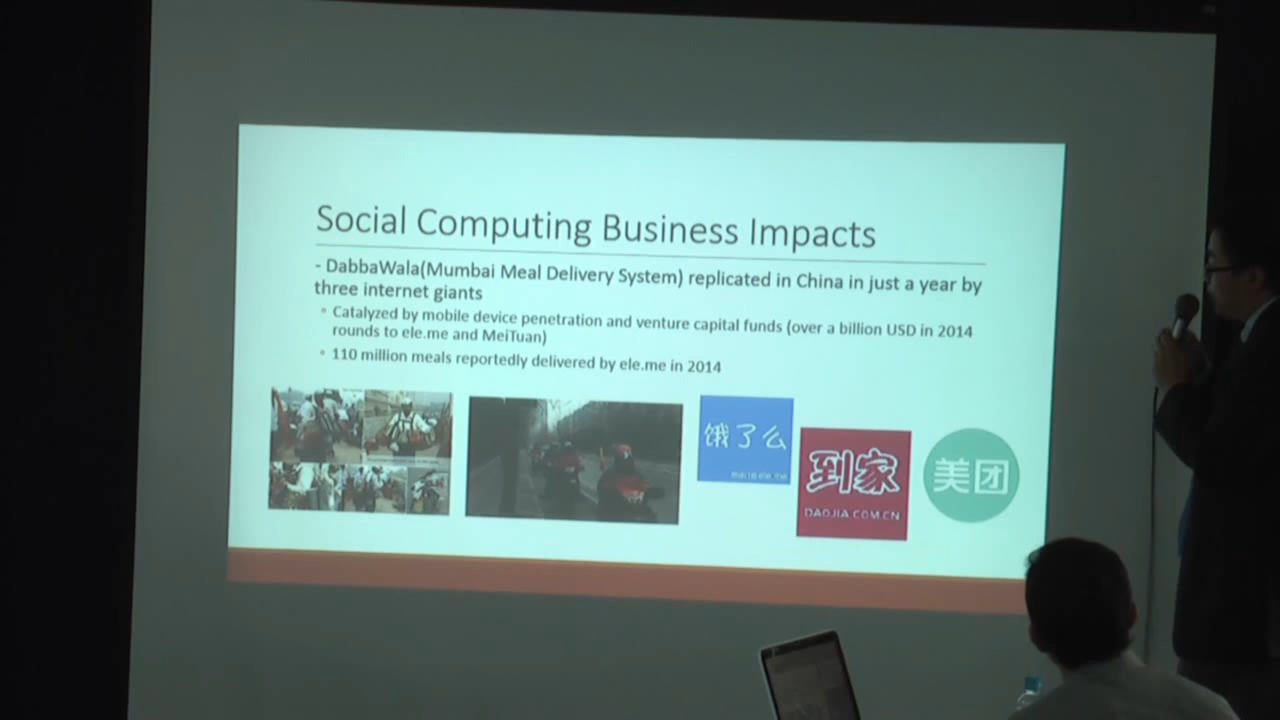 Social Computing Business Impacts
- DabbaWala(Mumbai Meal Delivery System) replicated in China in just a year by
three internet giants
◦ Catalyzed by mobile device penetration and venture capital funds (over a billion USD in 2014
rounds to ele.me and MeiTuan)
◦ 110 million meals reportedly delivered by ele.me in 2014
饿了么
到家
DAOJIA.COM.CN
美团